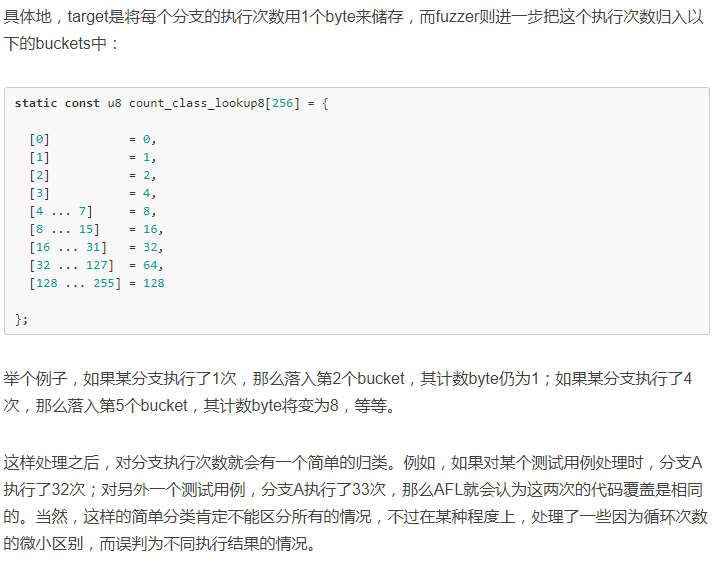 具体地，target是将每个分支的执行次数用1个byte来储存，而fuzzer则进一步把这个执行次数归入以
下的buckets中：
static const u8 count_class_lookup8[256] = {
[0] = 0,
[1] = 1,
[2] = 2,
[3] = 4,
[4 ... 7] = 8,
[8 ... 15] = 16,
[16 ... 31] = 32,
[32 ... 127] = 64,
[128 ... 255] = 128
};
举个例子，如果某分支执行了1次，那么落入第2个bucket，其计数byte仍为1；如果某分支执行了4
次，那么落入第5个bucket，其计数byte将变为8，等等。
这样处理之后，对分支执行次数就会有一个简单的归类。例如，如果对某个测试用例处理时，分支A
执行了32次；对另外一个测试用例，分支A执行了33次，那么AFL就会认为这两次的代码覆盖是相同
的。当然，这样的简单分类肯定不能区分所有的情况，不过在某种程度上，处理了一些因为循环次数
的微小区别，而误判为不同执行结果的情况。